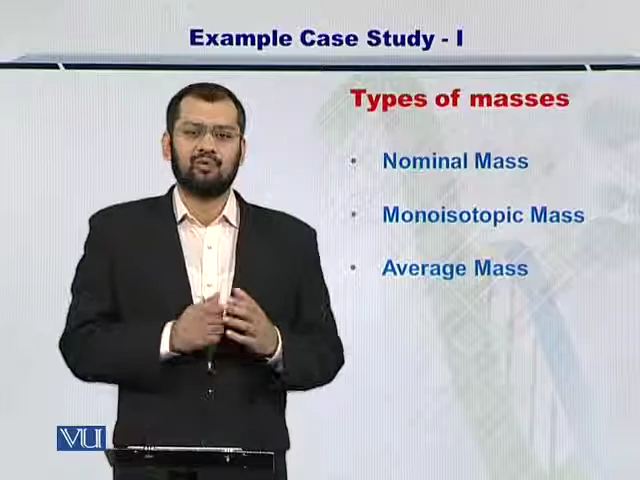 Example Case Study - I
Types of masses
• Nominal Mass
• Monoisotopic Mass
• Average Mass
VU